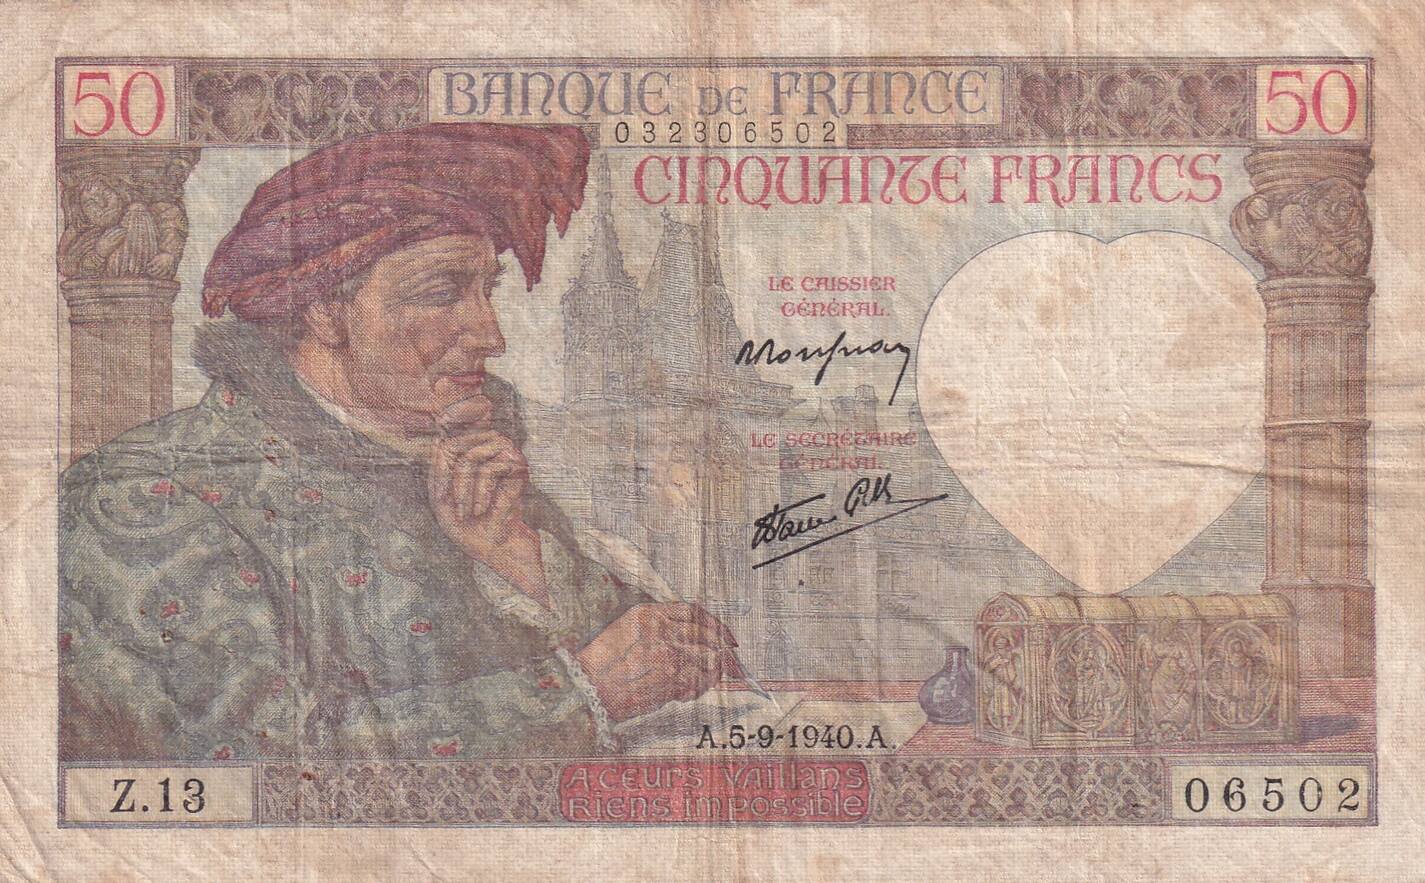 50 BANQUE DE FRANCE 50
032306502
CINQUANTE FRANCS
LE CAISSIER
GÉNÉRAL.
LE SECRÉTAIRE
GÉNÉRAL.
A.5-9-1940.A.
Z.13
A CEURS VAILLANS
RIENS IMPOSSIBLE
06502